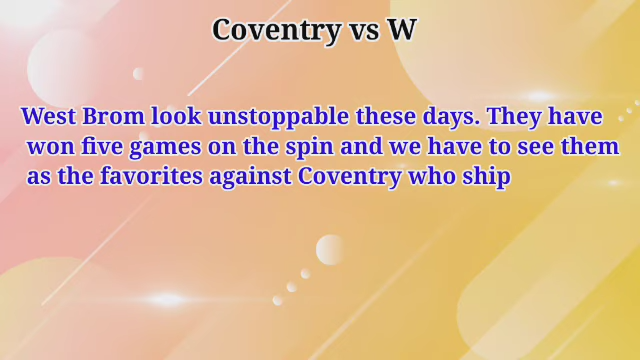 Coventry vs W
West Brom look unstoppable these days. They have
won five games on the spin and we have to see them
as the favorites against Coventry who ship